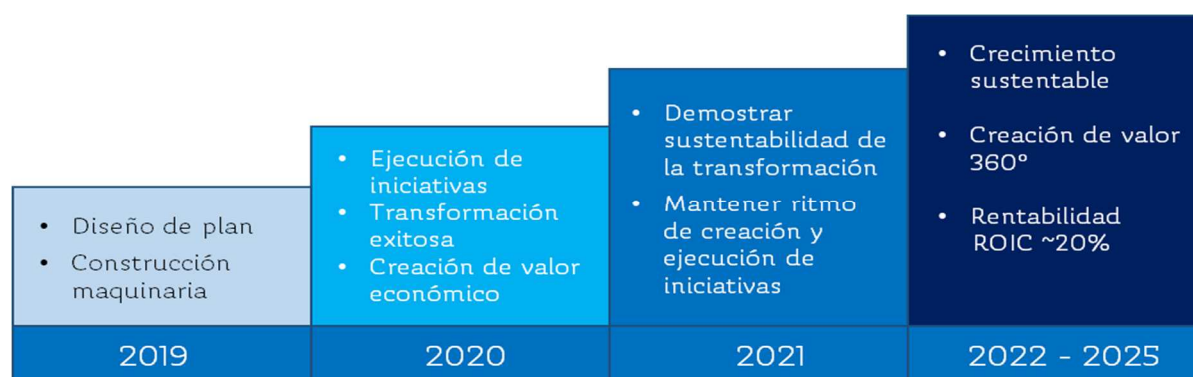 • Diseño de plan
• Construcción
maquinaria
2019
• Ejecución de
iniciativas
• Transformación
exitosa
• Creación de valor
económico
2020
• Demostrar
sustentabilidad de
la transformación
• Mantener ritmo
de creación y
ejecución de
iniciativas
2021
• Crecimiento
sustentable
• Creación de valor
360°
• Rentabilidad
ROIC ~20%
2022 - 2025